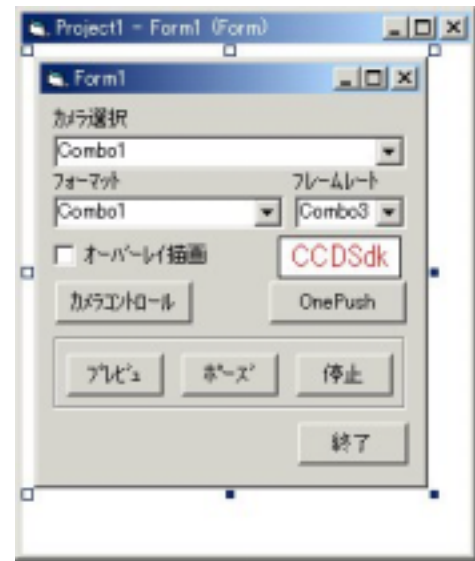 Project1 - Form1 (Form)
Form1
ｶﾒﾗ選択
Combo1
ﾌｫｰﾏｯﾄ ﾌﾚｰﾑﾚｰﾄ
Combo1 Combo3
オーバーレイ描画 CCDSdk
ｶﾒﾗｺﾝﾄﾛｰﾙ OnePush
ﾌﾟﾚﾋﾞｭ ﾎﾟｰｽﾞ 停止
終了